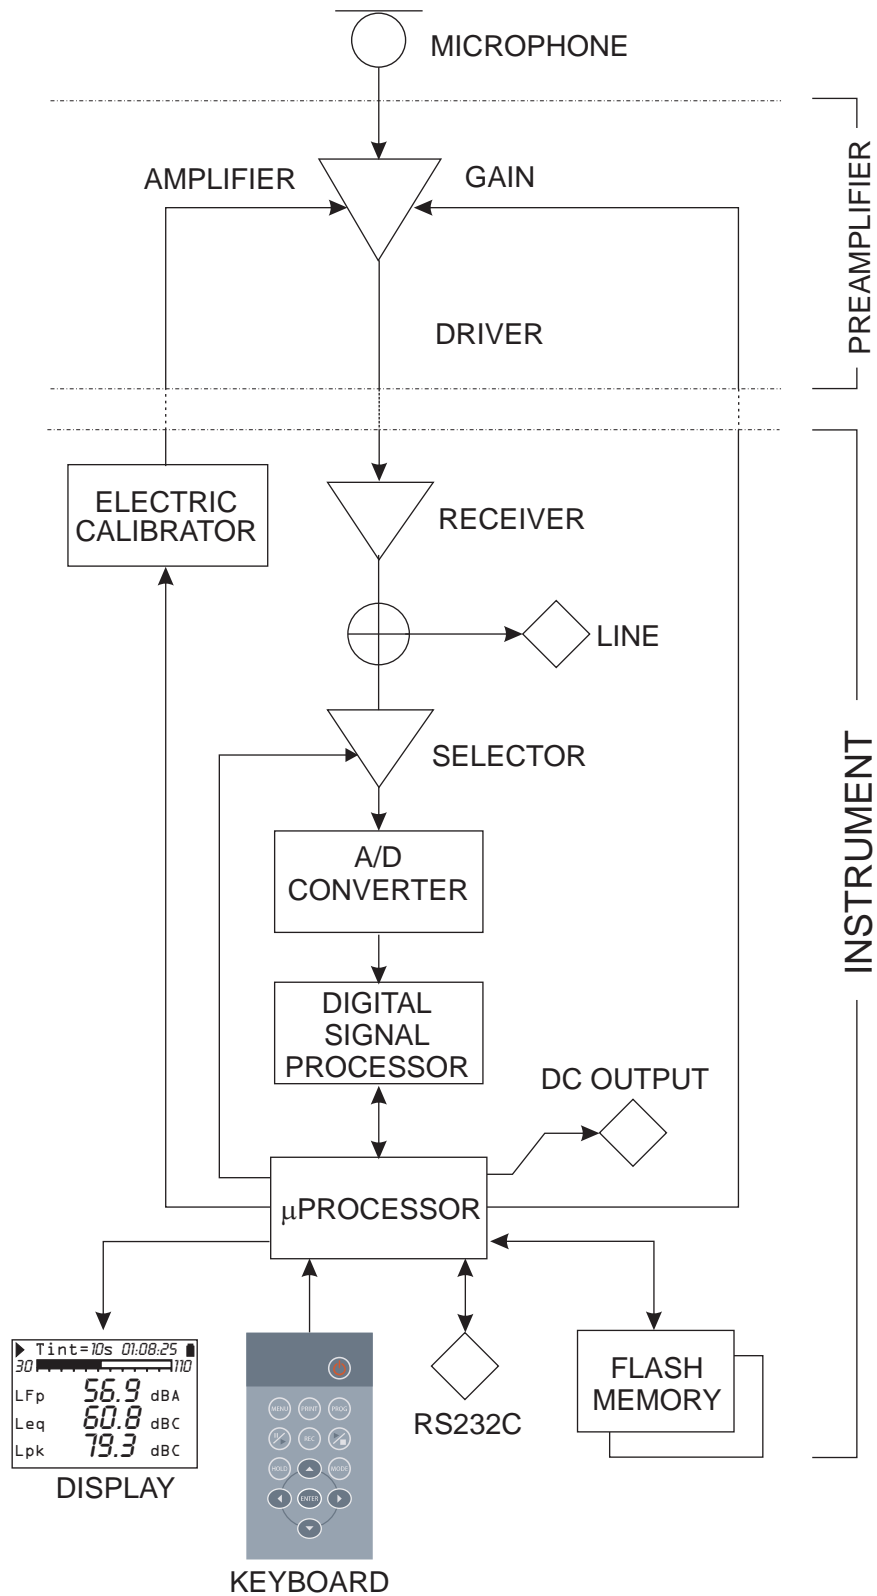 MICROPHONE
AMPLIFIER
GAIN
PREAMPLIFIER
DRIVER
ELECTRIC
CALIBRATOR
RECEIVER
LINE
SELECTOR
INSTRUMENT
A/D
CONVERTER
DIGITAL
SIGNAL
PROCESSOR
DC OUTPUT
μPROCESSOR
Tint=10s 01:08:25
30 110
LFp 56.9 dBA
Leq 60.8 dBC
Lpk 79.3 dBC
DISPLAY
MENU PRINT PROG
REC
HOLD MODE
ENTER
KEYBOARD
RS232C
FLASH
MEMORY